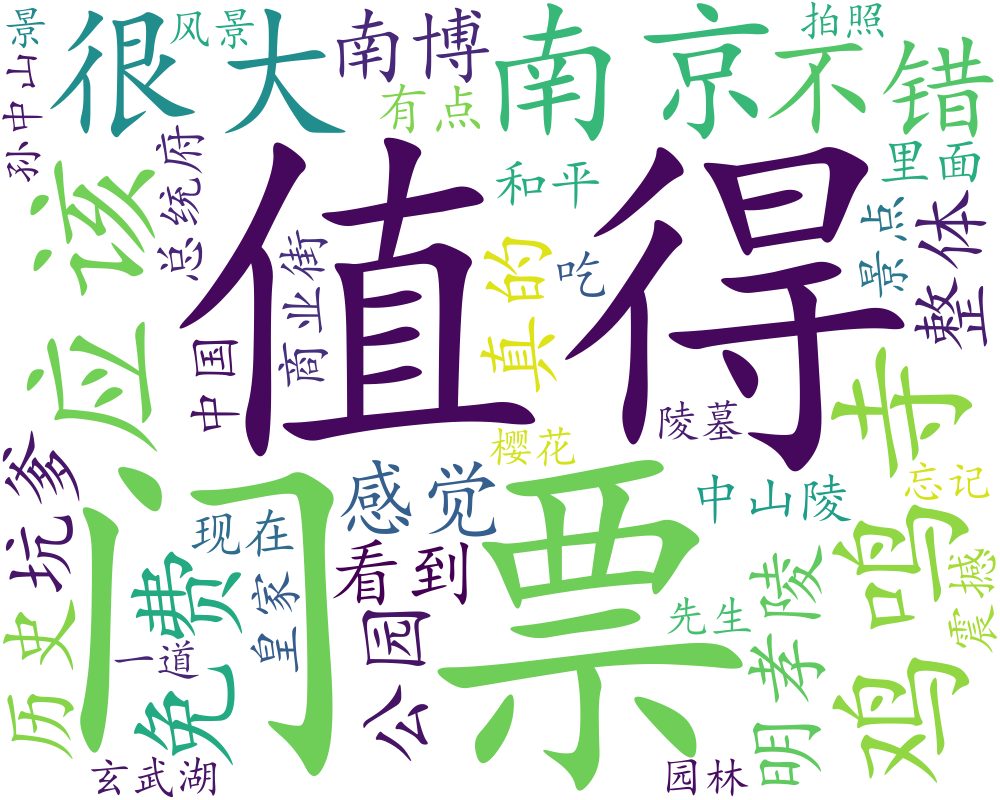 景
很大
风景
南博
南京
不错
拍照
孙中山
有点
总统府
和平
里面
应该
值得
商业街
真的
吃
景点
整体
中国
陵墓
鸡鸣寺
坑爹
门票
樱花
感觉
中山陵
忘记
现在
看到
免费
皇家
公园
先生
明孝陵
震撼
历史
一道
玄武湖
园林